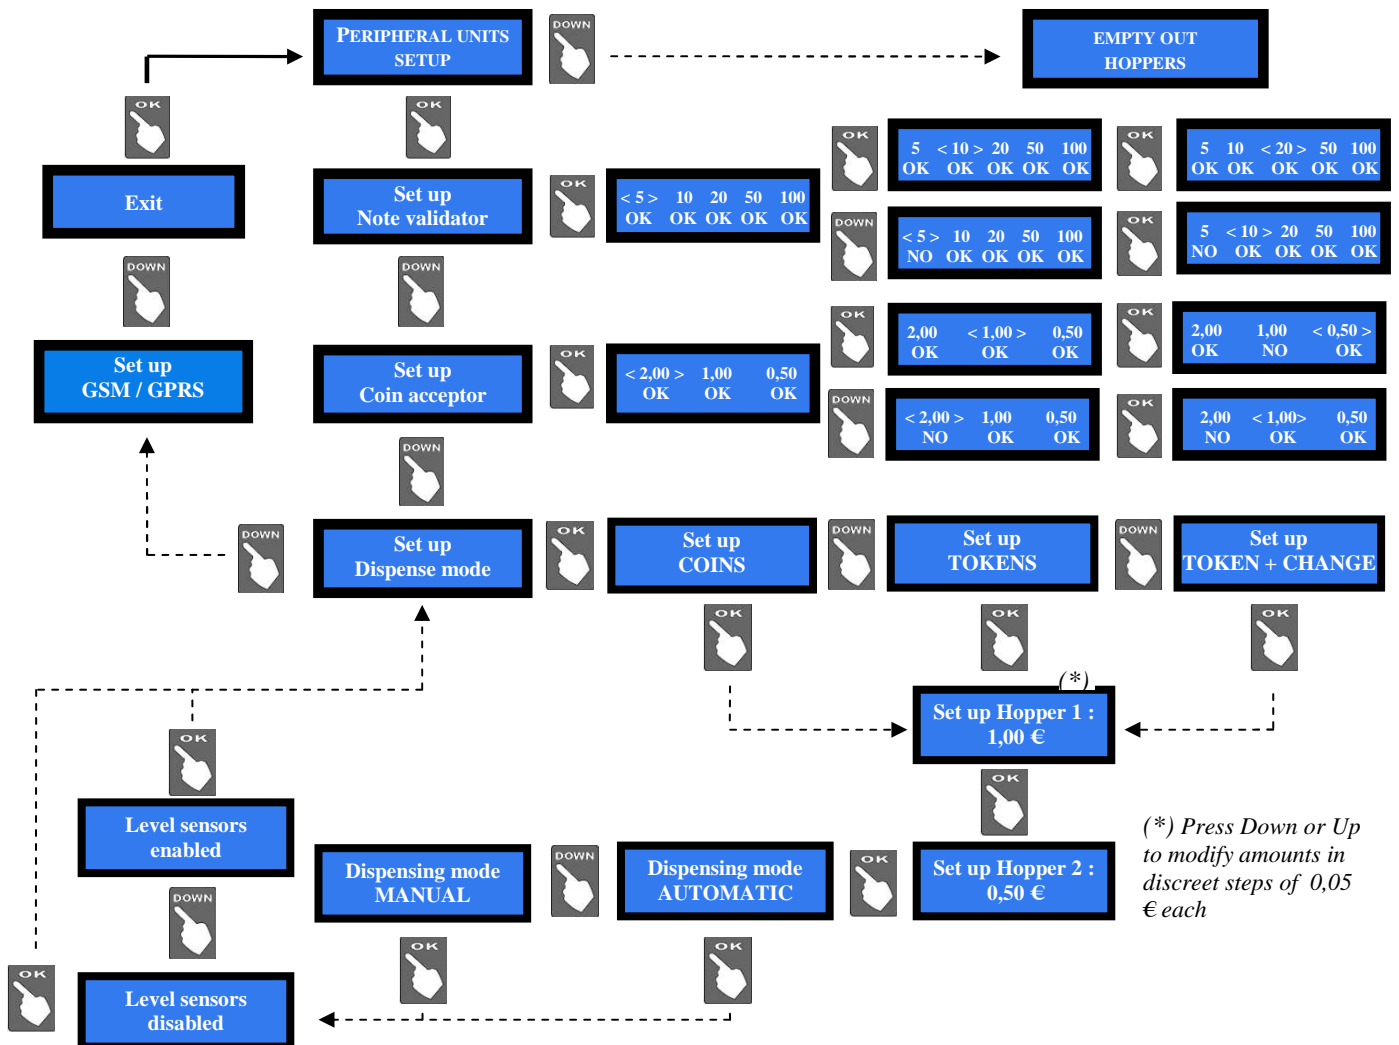 PERIPHERAL UNITS
SETUP
DOWN
EMPTY OUT
HOPPERS
OK
OK
OK
5 < 10 > 20 50 100
OK OK OK OK OK
OK
5 10 < 20 > 50 100
OK OK OK OK OK
Exit
Set up
Note validator
OK
< 5 > 10 20 50 100
OK OK OK OK OK
DOWN
< 5 > 10 20 50 100
NO OK OK OK OK
OK
5 < 10 > 20 50 100
NO OK OK OK OK
DOWN
DOWN
Set up
GSM / GPRS
Set up
Coin acceptor
OK
< 2,00 > 1,00 0,50
OK OK OK
OK
2,00 < 1,00 > 0,50
OK OK OK
OK
2,00 1,00 < 0,50 >
OK NO OK
DOWN
< 2,00 > 1,00 0,50
NO OK OK
OK
2,00 < 1,00> 0,50
NO OK OK
DOWN
DOWN
Set up
Dispense mode
OK
Set up
COINS
DOWN
Set up
TOKENS
DOWN
Set up
TOKEN + CHANGE
OK
OK
OK
(*)
Set up Hopper 1 :
1,00 €
OK
OK
Level sensors
enabled
Dispensing mode
MANUAL
DOWN
Dispensing mode
AUTOMATIC
OK
Set up Hopper 2 :
0,50 €
(*) Press Down or Up
to modify amounts in
discreet steps of 0,05
€ each
DOWN
OK
OK
OK
Level sensors
disabled